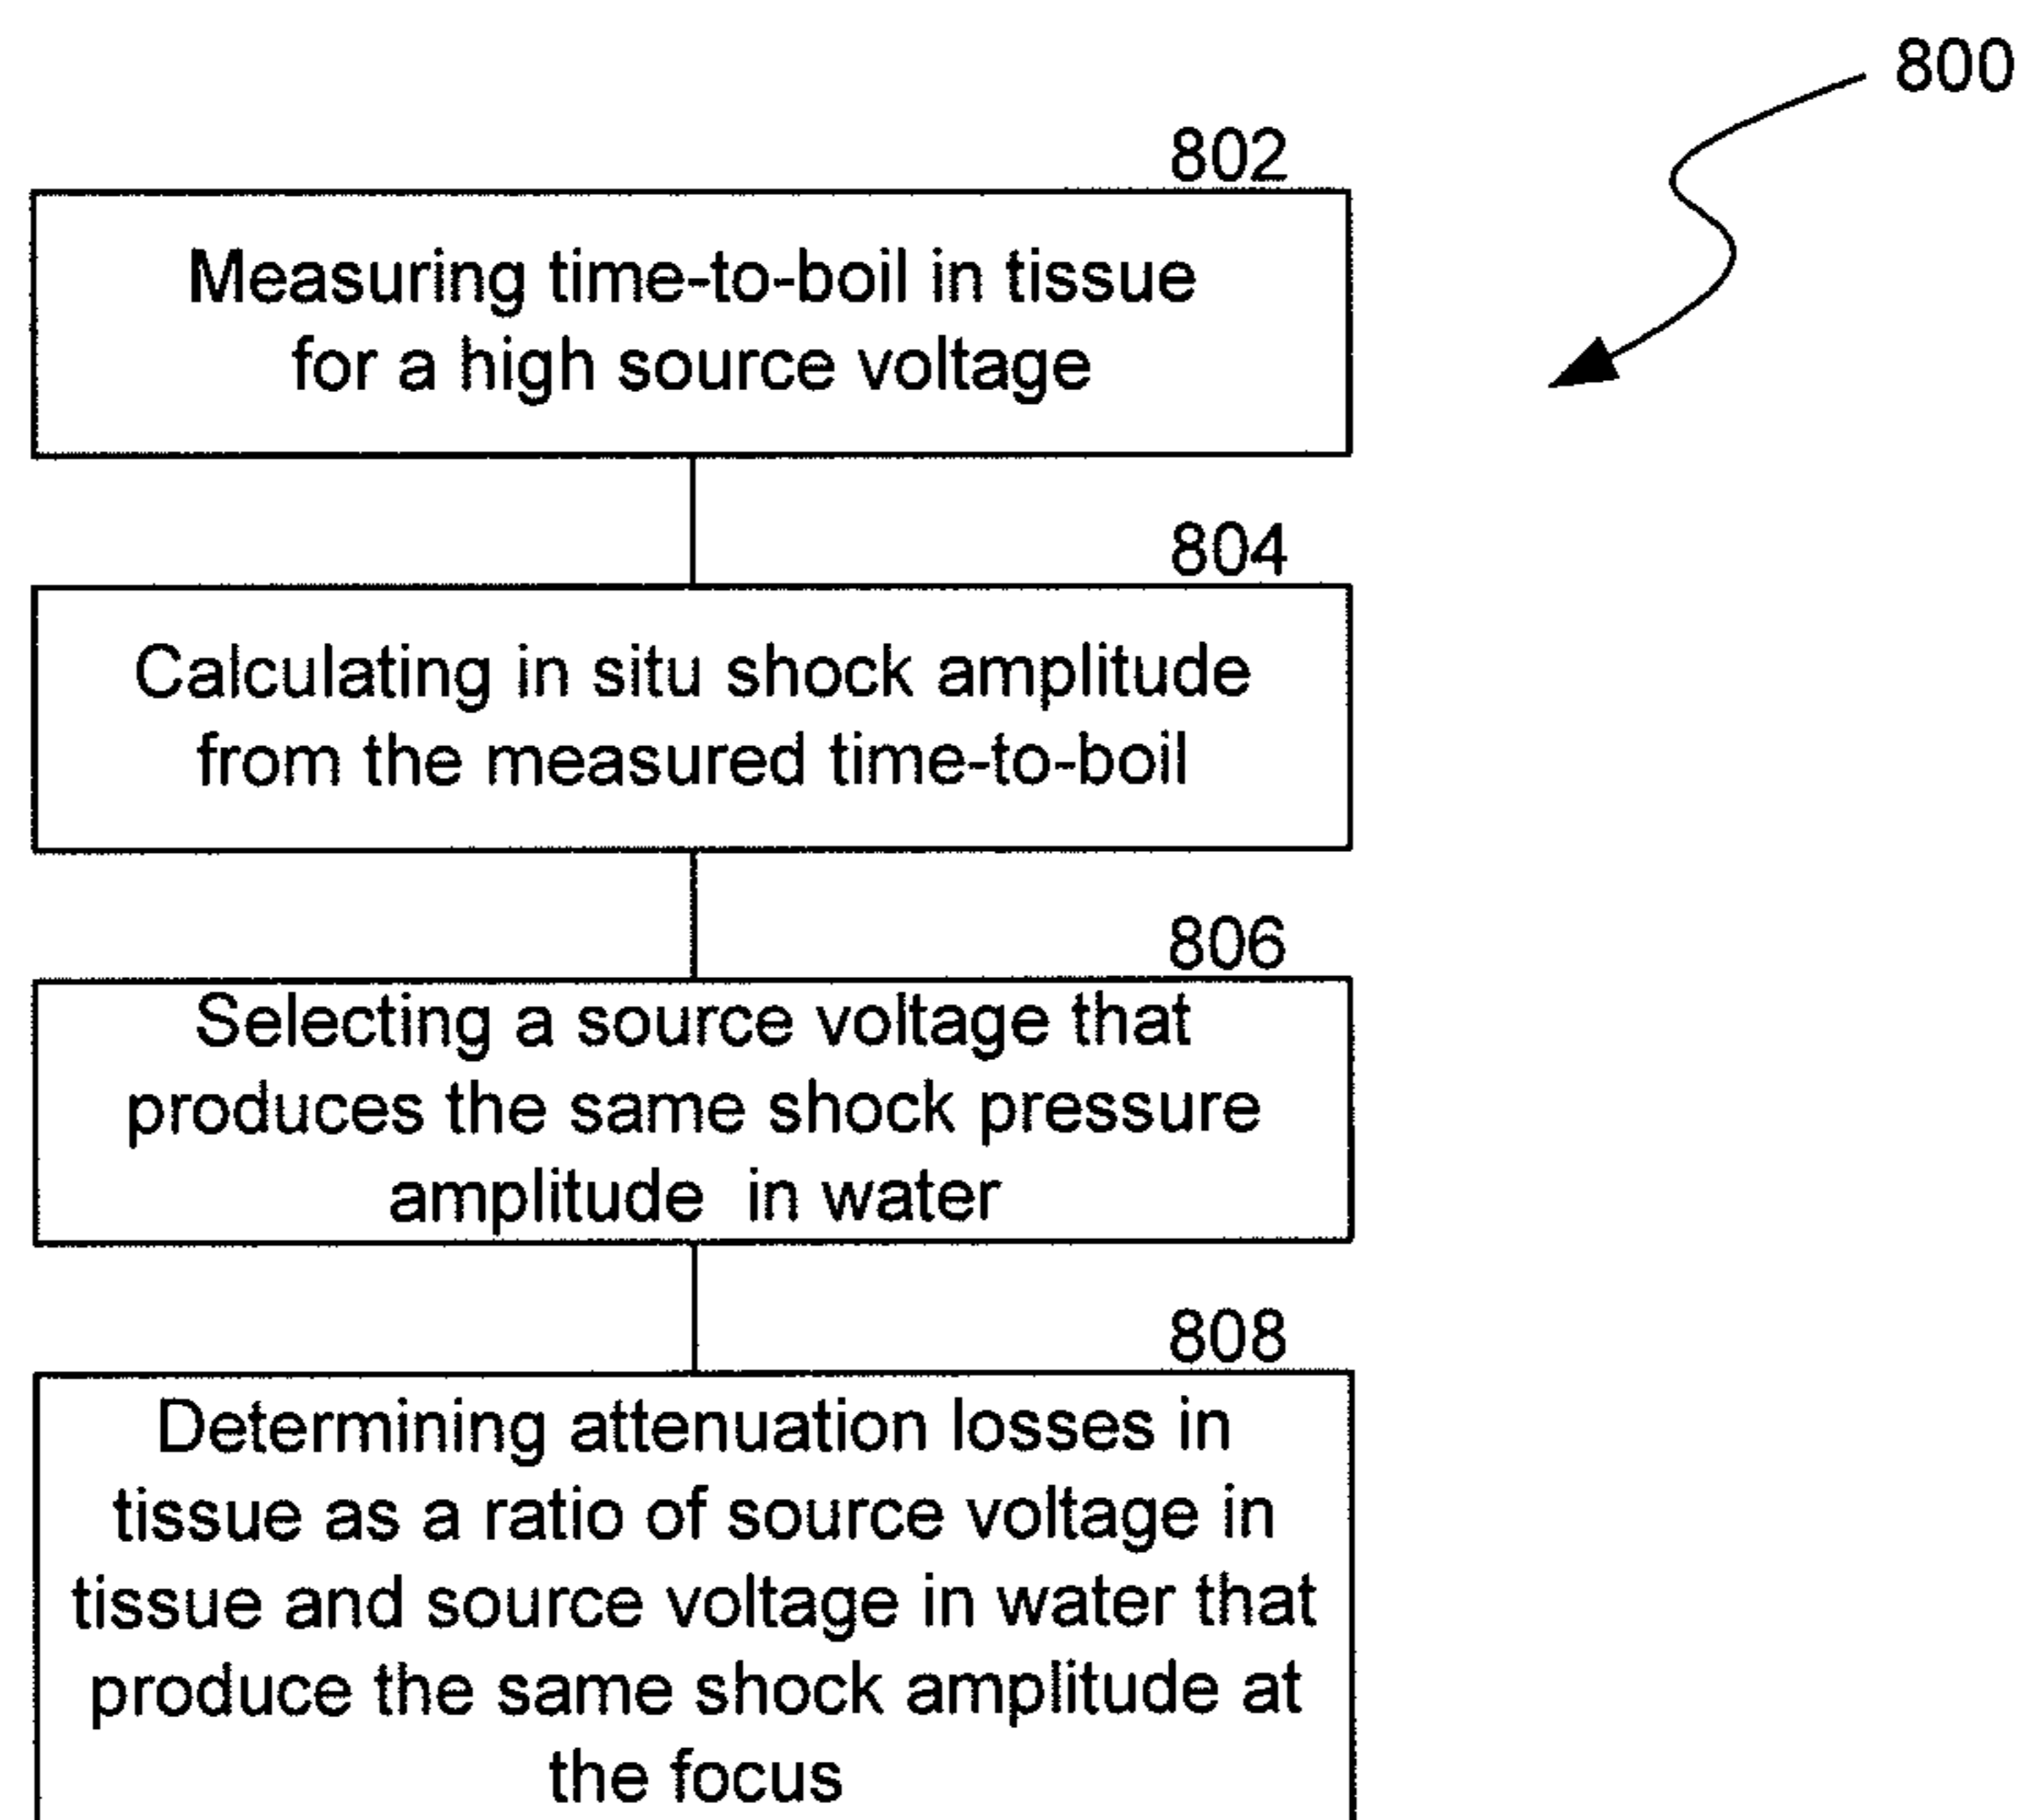 800
802
Measuring time-to-boil in tissue
for a high source voltage
804
Calculating in situ shock amplitude
from the measured time-to-boil
806
Selecting a source voltage that
produces the same shock pressure
amplitude in water
808
Determining attenuation losses in
tissue as a ratio of source voltage in
tissue and source voltage in water that
produce the same shock amplitude at
the focus